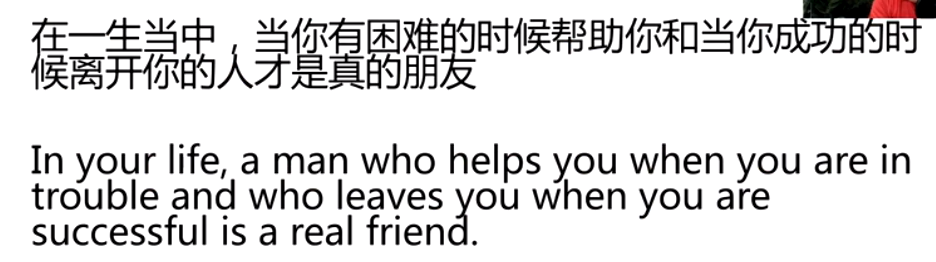 在一生当中，当你有困难的时候帮助你和当你成功的时
候离开你的人才是真的朋友
In your life, a man who helps you when you are in
trouble and who leaves you when you are
successful is a real friend.